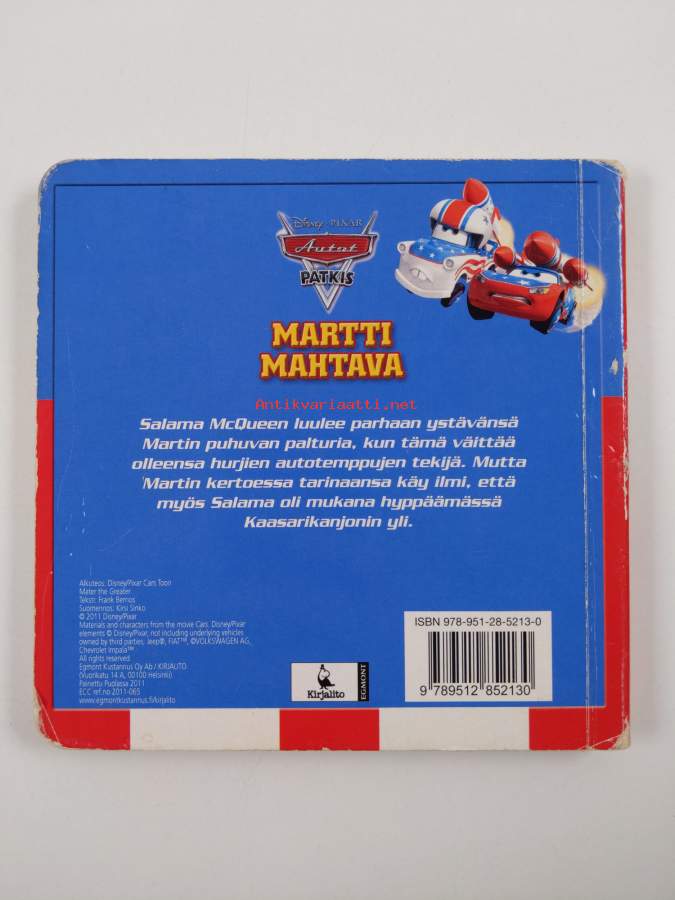 Disney · PIXAR
Autot
PATKIS
MARTTI
MAHTAVA
Antikvariaatti.net
Salama McQueen luulee parhaan ystävänsä
Martin puhuvan palturia, kun tämä väittää
olleensa hurjien autotemppujen tekijä. Mutta
Martin kertoessa tarinaansa käy ilmi, että
myös Salama oli mukana hyppäämässä
Kaasarikanjonin yli.
Alkuteos: Disney/Pixar Cars Toon
Mater the Greater
Teksti: Frank Berrios
Suomennos: Kirsi Sinko
© 2011 Disney/Pixar
Materials and characters from the movie Cars. Disney/Pixar
elements © Disney/Pixar, not including underlying vehicles
owned by third parties; Jeep®, FIAT™, ©VOLKSWAGEN AG,
Chevrolet Impala™
All rights reserved
Egmont Kustannus Oy Ab / KIRJALITO
(Vuorikatu 14 A, 00100 Helsinki)
Painettu Puolassa 2011
ECC ref.no 2011-065
www.egmontkustannus.fi/kirjalito
Kirjalito
EGMONT
ISBN 978-951-28-5213-0
9 789512 852130